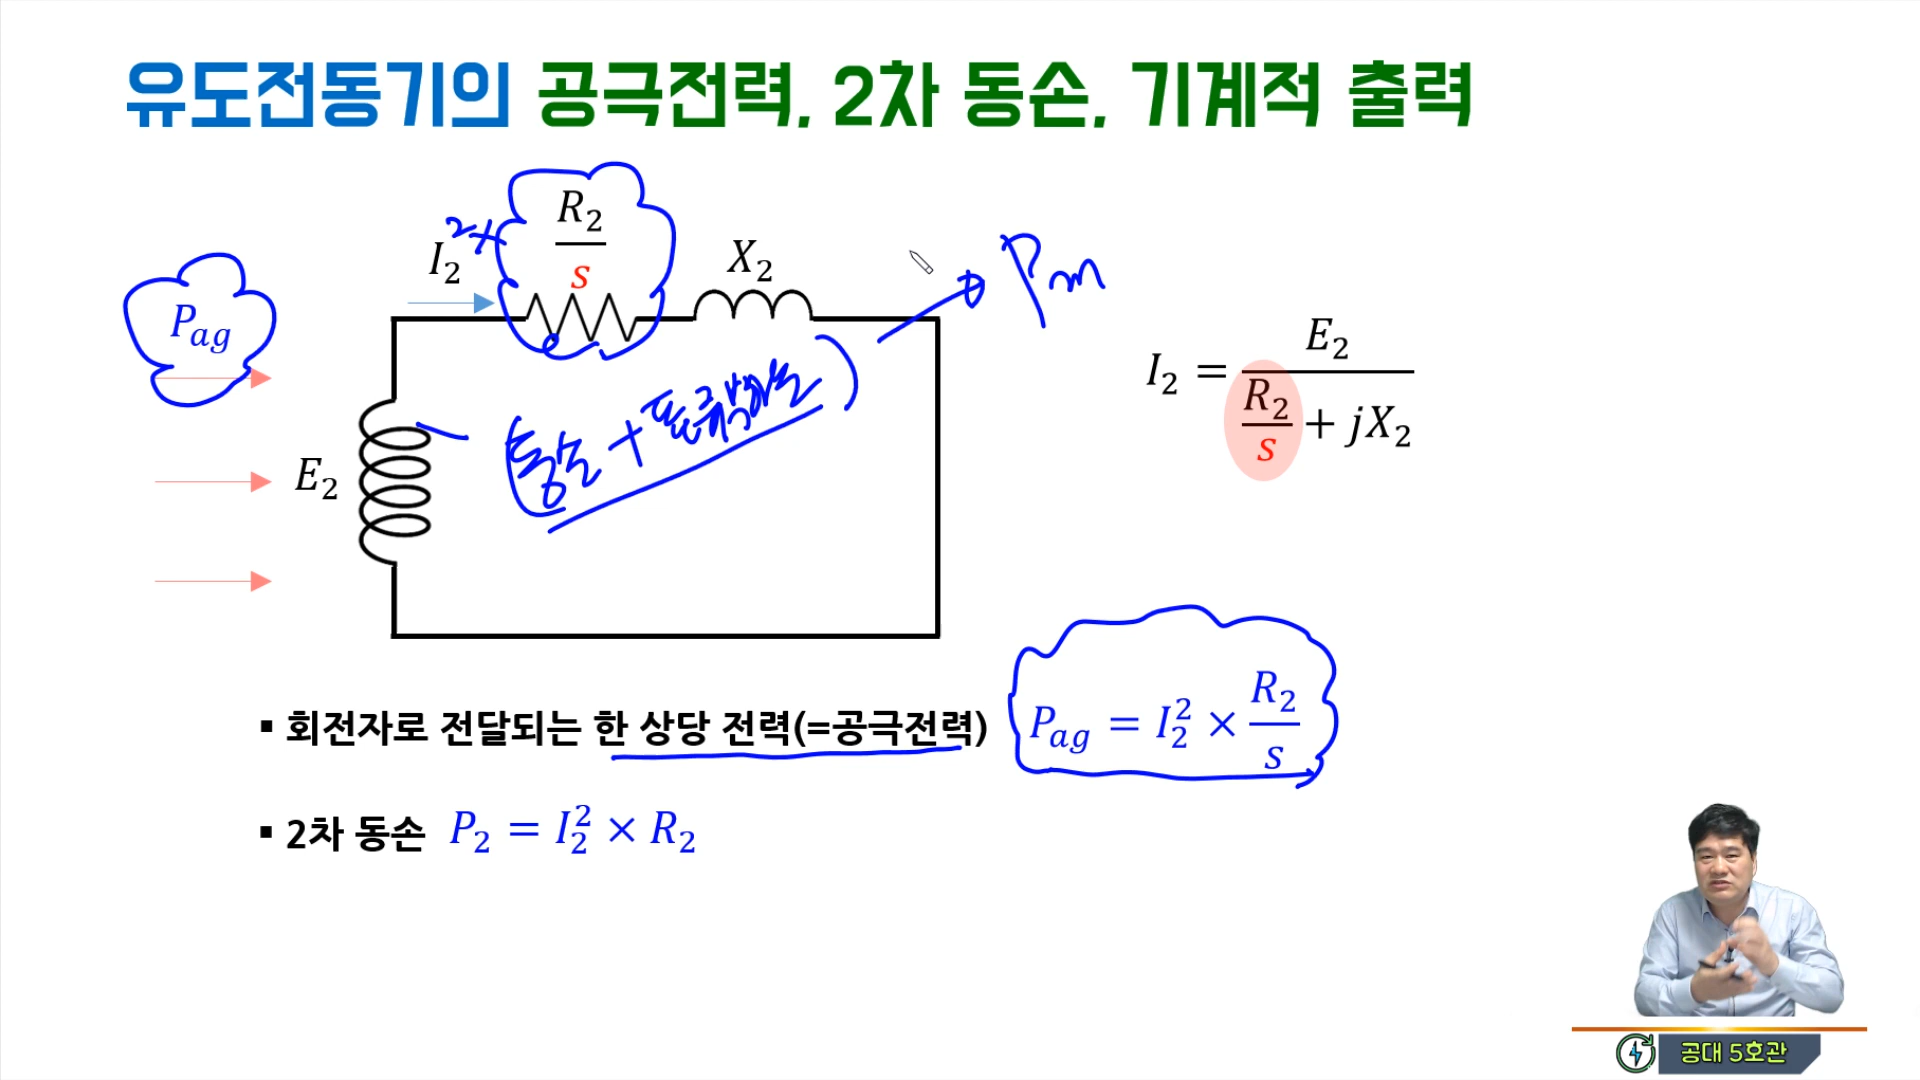 유도전동기의 공극전력, 2차 동손, 기계적 출력
I₂ ²× R₂/s
X₂
Pm
P_ag
I₂ = E₂ / (R₂/s + jX₂)
E₂
동손 +
▪ 회전자로 전달되는 한 상당 전력(=공극전력) P_ag = I₂² × R₂/s
▪ 2차 동손 P₂ = I₂² × R₂
공대 5호관